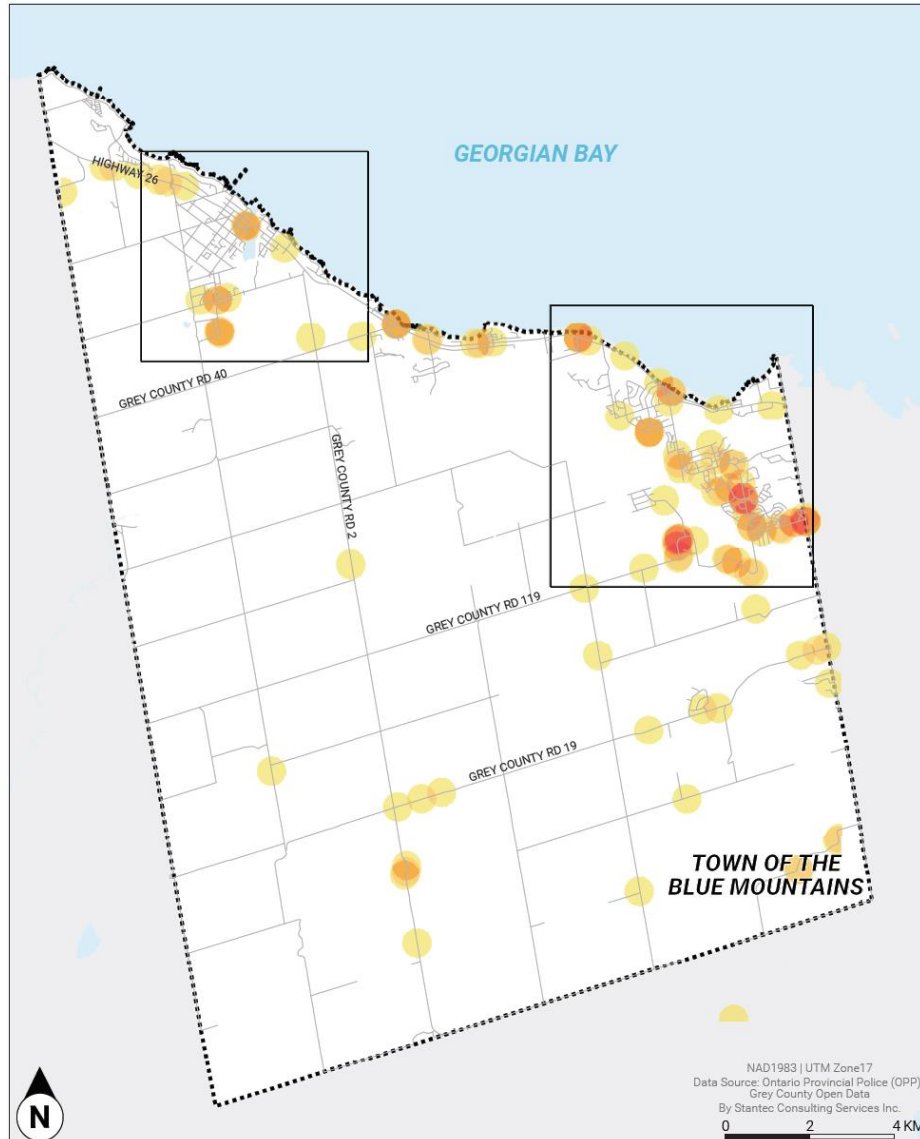 GEORGIAN BAY
HIGHWAY 26
GREY COUNTY RD 40
GREY COUNTY RD 2
GREY COUNTY RD 119
GREY COUNTY RD 19
TOWN OF THE
BLUE MOUNTAINS
NAD1983 | UTM Zone17
Data Source: Ontario Provincial Police (OPP)
Grey County Open Data
By Stantec Consulting Services Inc.
0 2 4 KM
N